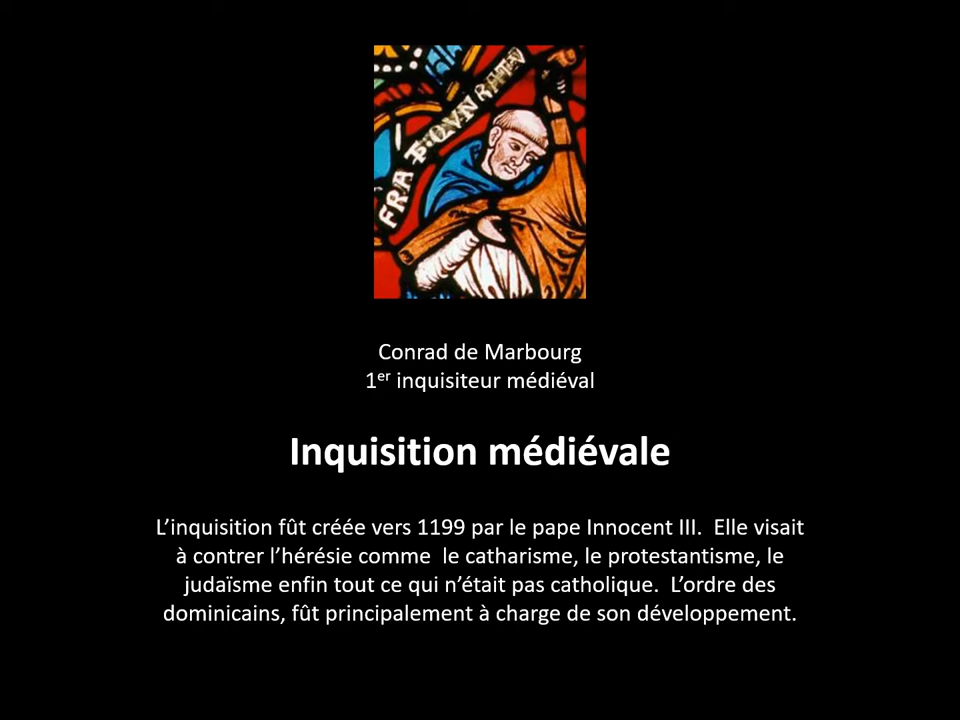 FRAT̄·QVNRATV
Conrad de Marbourg
1er inquisiteur médiéval
Inquisition médiévale
L’inquisition fût créée vers 1199 par le pape Innocent III.  Elle visait
à contrer l’hérésie comme  le catharisme, le protestantisme, le
judaïsme enfin tout ce qui n’était pas catholique.  L’ordre des
dominicains, fût principalement à charge de son développement.